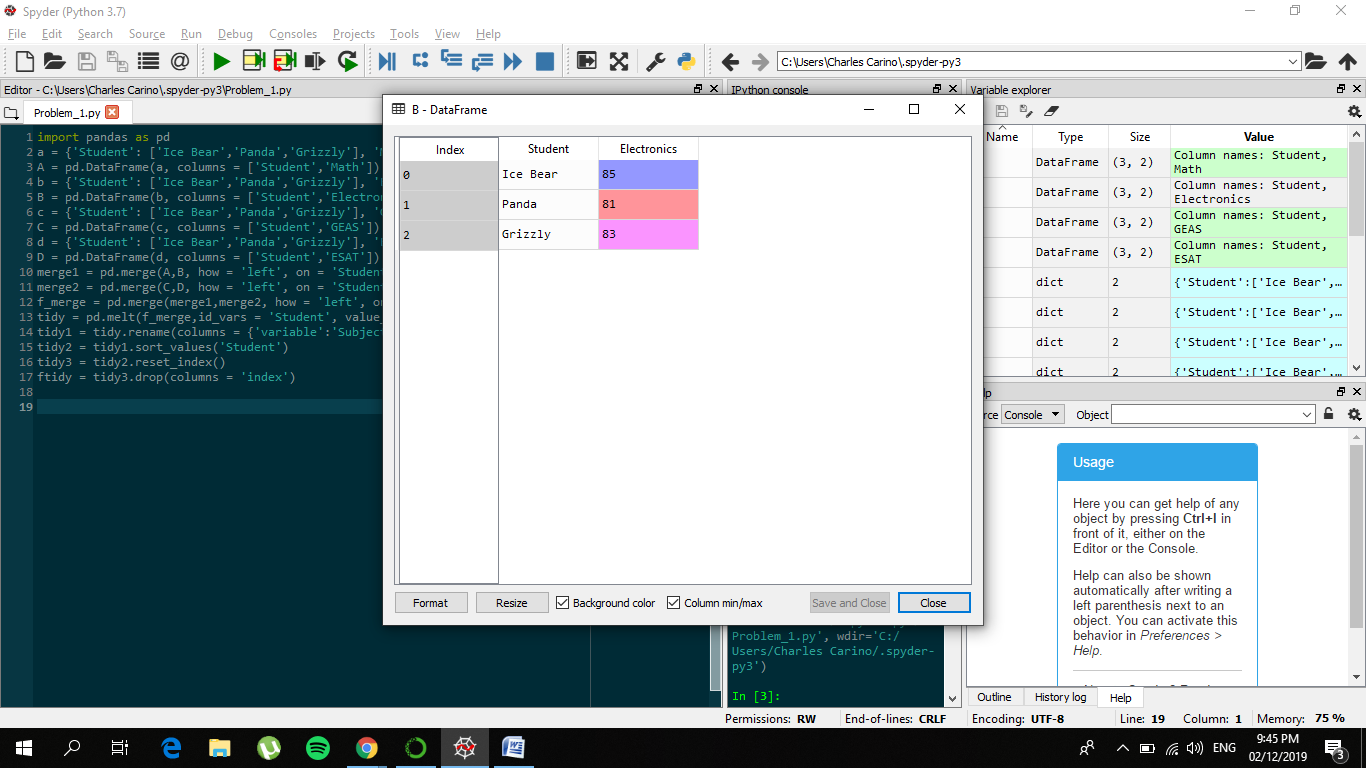 Spyder (Python 3.7)
File Edit Search Source Run Debug Consoles Projects Tools View Help
C:\Users\Charles Carino\.spyder-py3
Editor - C:\Users\Charles Carino\.spyder-py3\Problem_1.py
Problem_1.py
1 import pandas as pd
2 a = {'Student': ['Ice Bear','Panda','Grizzly'],
3 A = pd.DataFrame(a, columns = ['Student','Math'])
4 b = {'Student': ['Ice Bear','Panda','Grizzly'],
5 B = pd.DataFrame(b, columns = ['Student','Electron
6 c = {'Student': ['Ice Bear','Panda','Grizzly'],
7 C = pd.DataFrame(c, columns = ['Student','GEAS'])
8 d = {'Student': ['Ice Bear','Panda','Grizzly'],
9 D = pd.DataFrame(d, columns = ['Student','ESAT'])
10 merge1 = pd.merge(A,B, how = 'left', on = 'Studen
11 merge2 = pd.merge(C,D, how = 'left', on = 'Studen
12 f_merge = pd.merge(merge1,merge2, how = 'left', o
13 tidy = pd.melt(f_merge,id_vars = 'Student', value_
14 tidy1 = tidy.rename(columns = {'variable':'Subjec
15 tidy2 = tidy1.sort_values('Student')
16 tidy3 = tidy2.reset_index()
17 ftidy = tidy3.drop(columns = 'index')
18
19
B - DataFrame
Index Student Electronics
0 Ice Bear 85
1 Panda 81
2 Grizzly 83
Format Resize Background color Column min/max Save and Close Close
IPython console
Problem_1.py', wdir='C:/
Users/Charles Carino/.spyder-
py3')
In [3]:
Variable explorer
Name Type Size Value
DataFrame (3, 2) Column names: Student,
Math
DataFrame (3, 2) Column names: Student,
Electronics
DataFrame (3, 2) Column names: Student,
GEAS
DataFrame (3, 2) Column names: Student,
ESAT
dict 2 {'Student':['Ice Bear',…
dict 2 {'Student':['Ice Bear',…
dict 2 {'Student':['Ice Bear',…
dict 2 {'Student':['Ice Bear',…
Console Object
Usage
Here you can get help of any
object by pressing Ctrl+I in
front of it, either on the
Editor or the Console.
Help can also be shown
automatically after writing a
left parenthesis next to an
object. You can activate this
behavior in Preferences >
Help.
Outline History log Help
Permissions: RW End-of-lines: CRLF Encoding: UTF-8 Line: 19 Column: 1 Memory: 75 %
ENG
9:45 PM
02/12/2019
3